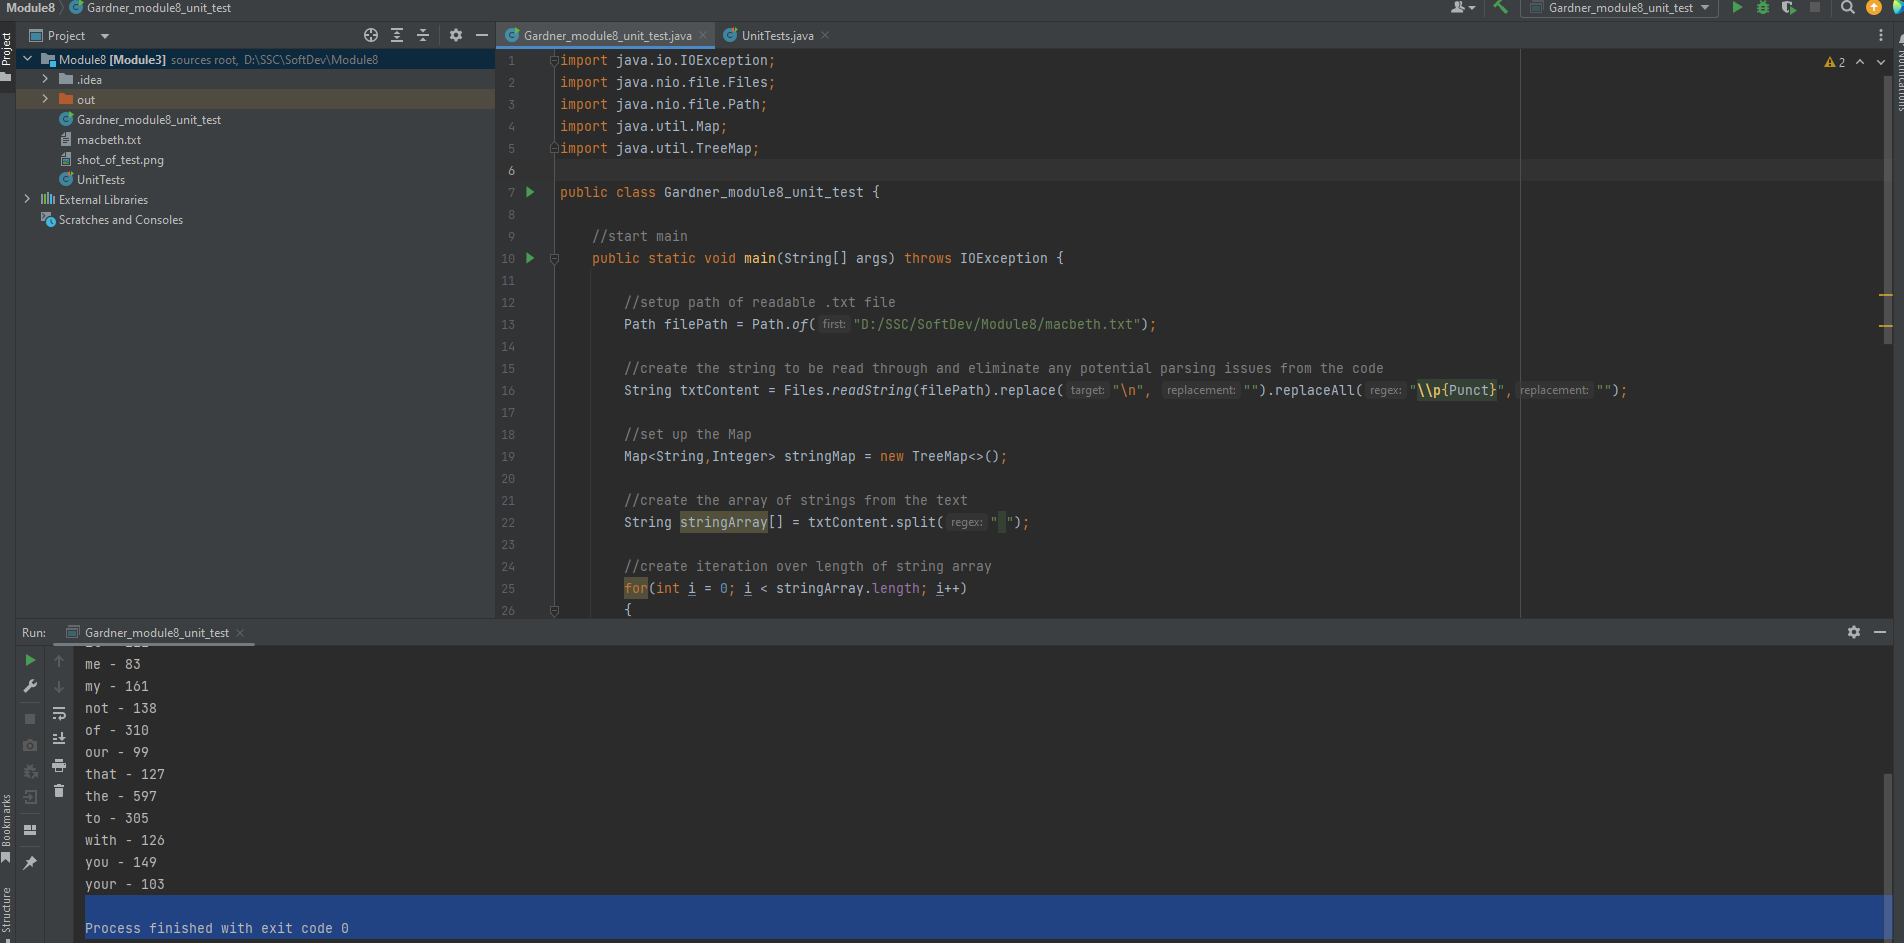 Module8 Gardner_module8_unit_test Gardner_module8_unit_test
Project
Project
Gardner_module8_unit_test.java UnitTests.java
Notifications
Module8 [Module3] sources root, D:\SSC\SoftDev\Module8
.idea
out
Gardner_module8_unit_test
macbeth.txt
shot_of_test.png
UnitTests
External Libraries
Scratches and Consoles
2
1 import java.io.IOException;
2 import java.nio.file.Files;
3 import java.nio.file.Path;
4 import java.util.Map;
5 import java.util.TreeMap;
6
7 public class Gardner_module8_unit_test {
8
9 //start main
10 public static void main(String[] args) throws IOException {
11
12 //setup path of readable .txt file
13 Path filePath = Path.of( first: "D:/SSC/SoftDev/Module8/macbeth.txt");
14
15 //create the string to be read through and eliminate any potential parsing issues from the code
16 String txtContent = Files.readString(filePath).replace( target: "\n", replacement: "").replaceAll( regex: "\\p{Punct}", replacement: "");
17
18 //set up the Map
19 Map<String,Integer> stringMap = new TreeMap<>();
20
21 //create the array of strings from the text
22 String stringArray[] = txtContent.split( regex: " ");
23
24 //create iteration over length of string array
25 for(int i = 0; i < stringArray.length; i++)
26 {
Run: Gardner_module8_unit_test
me - 83
my - 161
not - 138
of - 310
our - 99
that - 127
the - 597
to - 305
with - 126
you - 149
your - 103
Process finished with exit code 0
Bookmarks
Structure